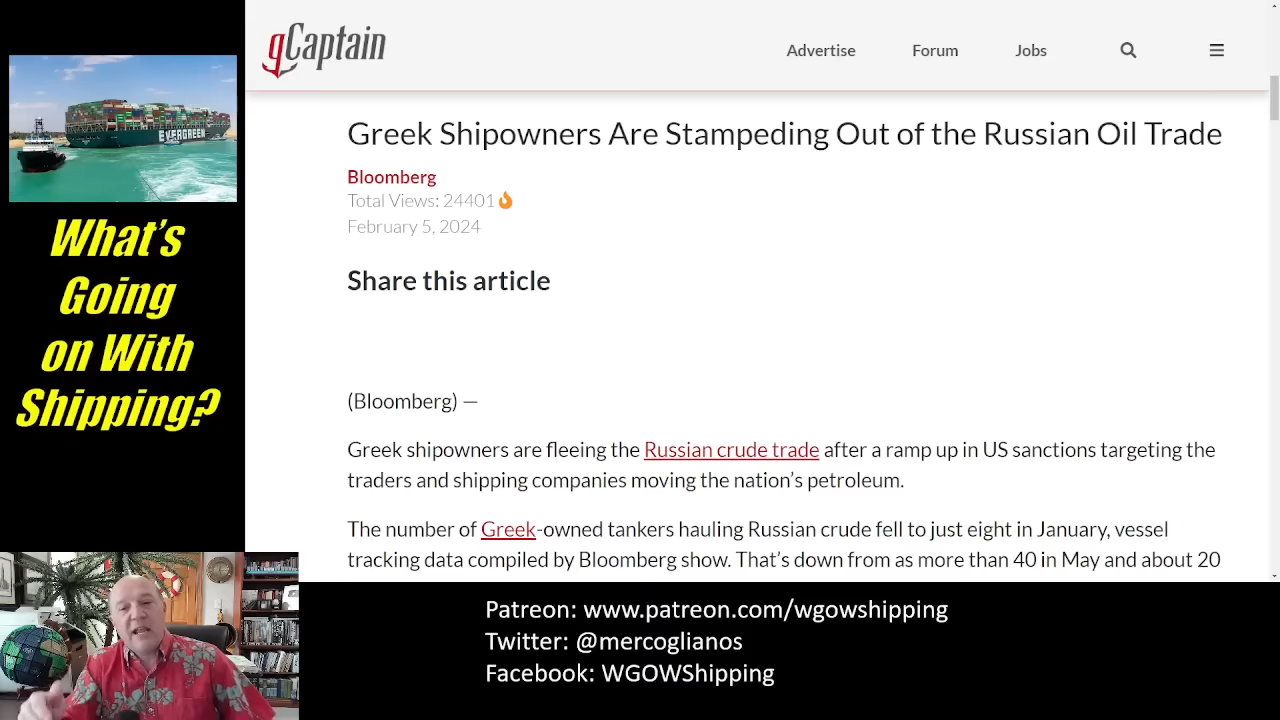 gCaptain
Advertise
Forum
Jobs
EVERGREEN
What's
Going
on With
Shipping?
Greek Shipowners Are Stampeding Out of the Russian Oil Trade
Bloomberg
Total Views: 24401
February 5, 2024
Share this article
(Bloomberg) —
Greek shipowners are fleeing the Russian crude trade after a ramp up in US sanctions targeting the
traders and shipping companies moving the nation's petroleum.
The number of Greek-owned tankers hauling Russian crude fell to just eight in January, vessel
tracking data compiled by Bloomberg show. That's down from as more than 40 in May and about 20
Patreon: www.patreon.com/wgowshipping
Twitter: @mercoglianos
Facebook: WGOWShipping